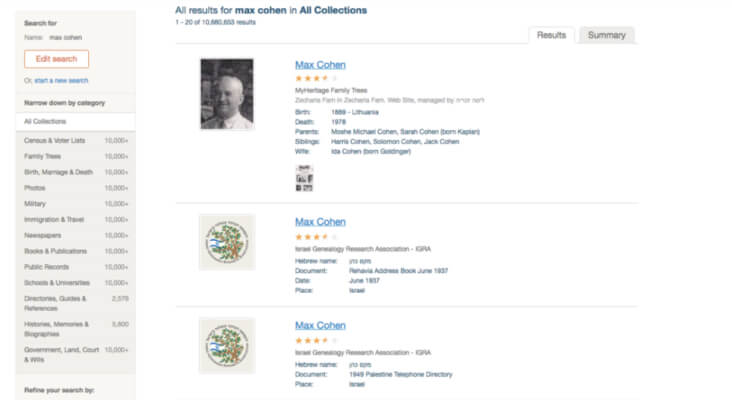 Search for
Name: max cohen
Edit search
Or, start a new search
Narrow down by category
All Collections
Census & Voter Lists 10,000+
Family Trees 10,000+
Birth, Marriage & Death 10,000+
Photos 10,000+
Military 10,000+
Immigration & Travel 10,000+
Newspapers 10,000+
Books & Publications 10,000+
Public Records 10,000+
Schools & Universities 10,000+
Directories, Guides & 2,578
References
Histories, Memories & 5,800
Biographies
Government, Land, Court 10,000+
& Wills
Refine your search by:
All results for max cohen in All Collections
1 - 20 of 10,680,653 results
Results Summary
Max Cohen
MyHeritage Family Trees
Zecharia Fam in Zecharia Fam. Web Site, managed by
Birth: 1889 - Lithuania
Death: 1978
Parents: Moshe Michael Cohen, Sarah Cohen (born Kaplan)
Siblings: Harris Cohen, Solomon Cohen, Jack Cohen
Wife: Ida Cohen (born Goldinger)
Max Cohen
Israel Genealogy Research Association - IGRA
Hebrew name: מקס כהן
Document: Rehavia Address Book June 1937
Date: June 1937
Place: Israel
Max Cohen
Israel Genealogy Research Association - IGRA
Hebrew name: מקס כהן
Document: 1949 Palestine Telephone Directory
Place: Israel